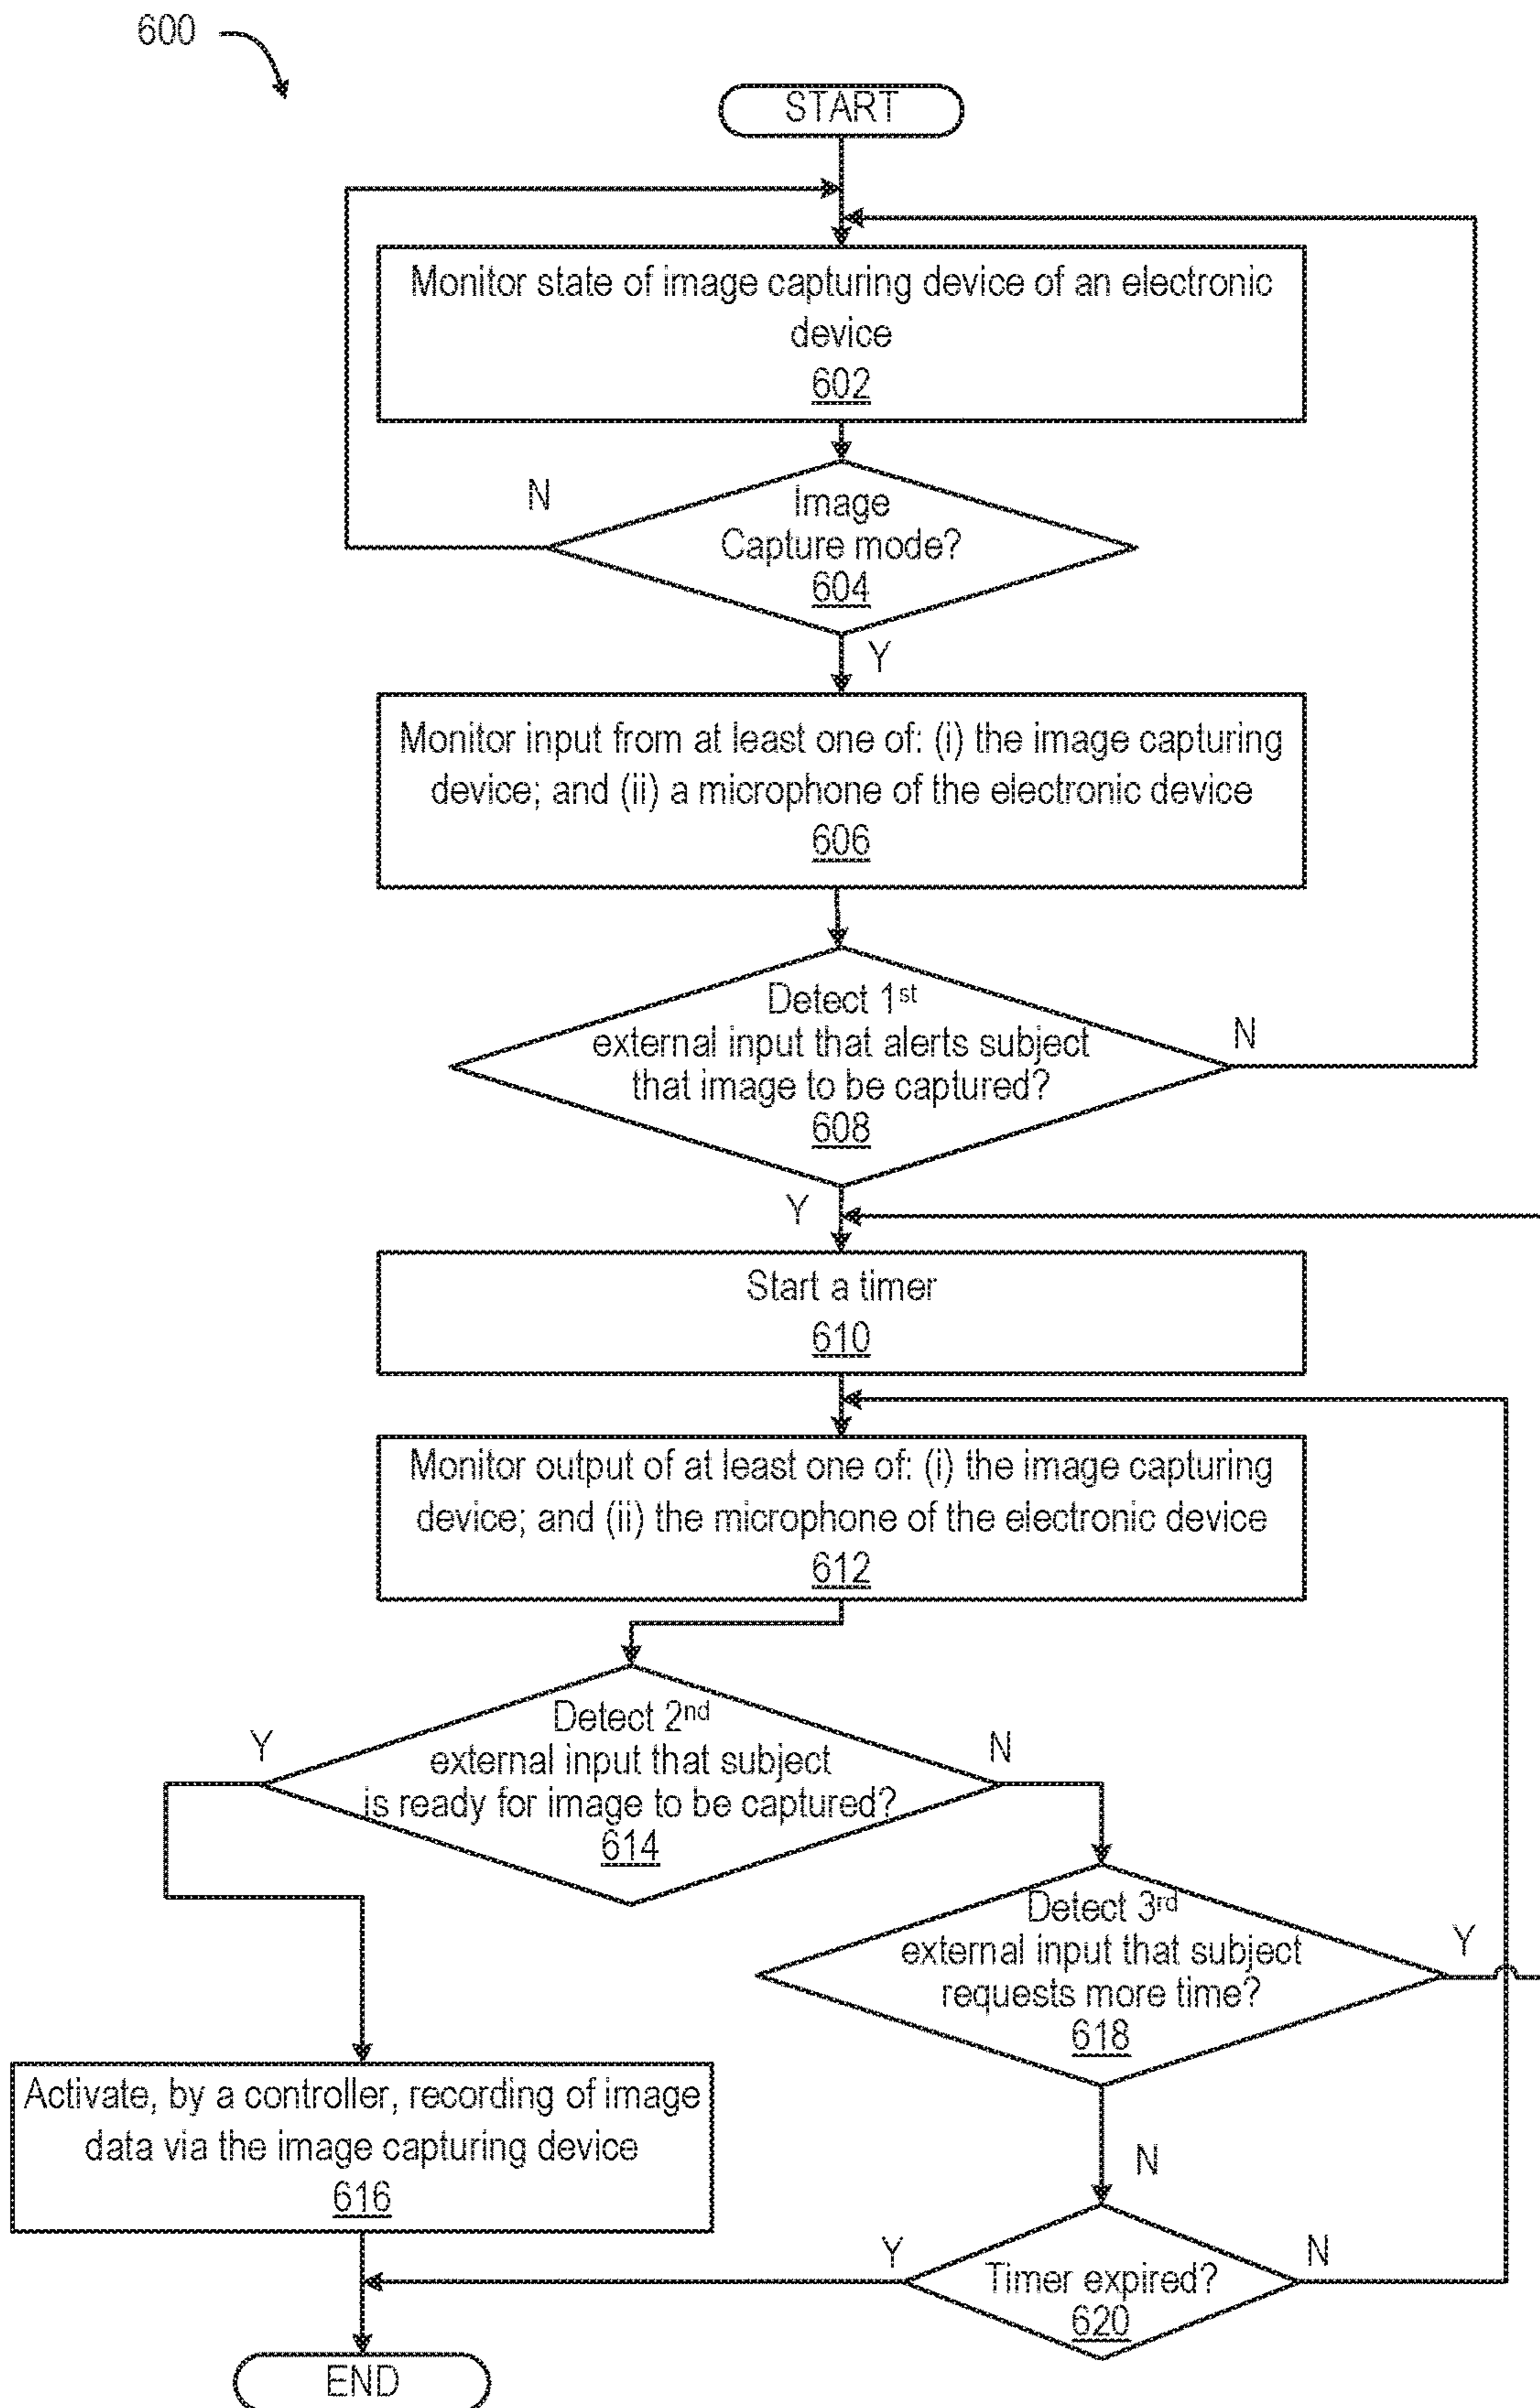 600
START
Monitor state of image capturing device of an electronic
device
602
N
Image
Capture mode?
604
Y
Monitor input from at least one of: (i) the image capturing
device; and (ii) a microphone of the electronic device
606
Detect 1st
external input that alerts subject
that image to be captured?
608
N
Y
Start a timer
610
Monitor output of at least one of: (i) the image capturing
device; and (ii) the microphone of the electronic device
612
Y
Detect 2nd
external input that subject
is ready for image to be captured?
614
N
Detect 3rd
external input that subject
requests more time?
618
Y
Activate, by a controller, recording of image
data via the image capturing device
616
N
Y
Timer expired?
620
N
END